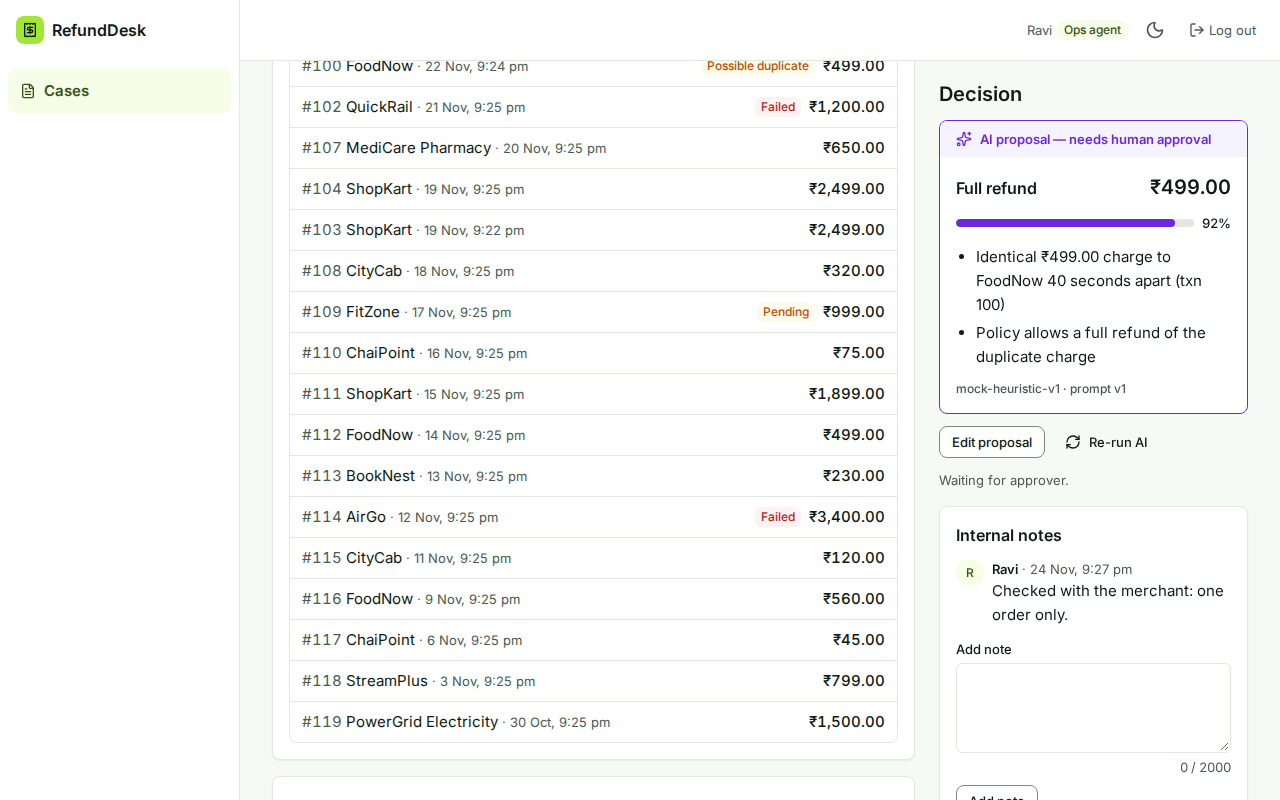 RefundDesk
Ravi Ops agent Log out
Cases
#100 FoodNow · 22 Nov, 9:24 pm Possible duplicate ₹499.00
#102 QuickRail · 21 Nov, 9:25 pm Failed ₹1,200.00
#107 MediCare Pharmacy · 20 Nov, 9:25 pm ₹650.00
#104 ShopKart · 19 Nov, 9:25 pm ₹2,499.00
#103 ShopKart · 19 Nov, 9:22 pm ₹2,499.00
#108 CityCab · 18 Nov, 9:25 pm ₹320.00
#109 FitZone · 17 Nov, 9:25 pm Pending ₹999.00
#110 ChaiPoint · 16 Nov, 9:25 pm ₹75.00
#111 ShopKart · 15 Nov, 9:25 pm ₹1,899.00
#112 FoodNow · 14 Nov, 9:25 pm ₹499.00
#113 BookNest · 13 Nov, 9:25 pm ₹230.00
#114 AirGo · 12 Nov, 9:25 pm Failed ₹3,400.00
#115 CityCab · 11 Nov, 9:25 pm ₹120.00
#116 FoodNow · 9 Nov, 9:25 pm ₹560.00
#117 ChaiPoint · 6 Nov, 9:25 pm ₹45.00
#118 StreamPlus · 3 Nov, 9:25 pm ₹799.00
#119 PowerGrid Electricity · 30 Oct, 9:25 pm ₹1,500.00
Decision
AI proposal — needs human approval
Full refund ₹499.00
92%
• Identical ₹499.00 charge to
FoodNow 40 seconds apart (txn
100)
• Policy allows a full refund of the
duplicate charge
mock-heuristic-v1 · prompt v1
Edit proposal Re-run AI
Waiting for approver.
Internal notes
R Ravi · 24 Nov, 9:27 pm
Checked with the merchant: one
order only.
Add note
0 / 2000
Add note